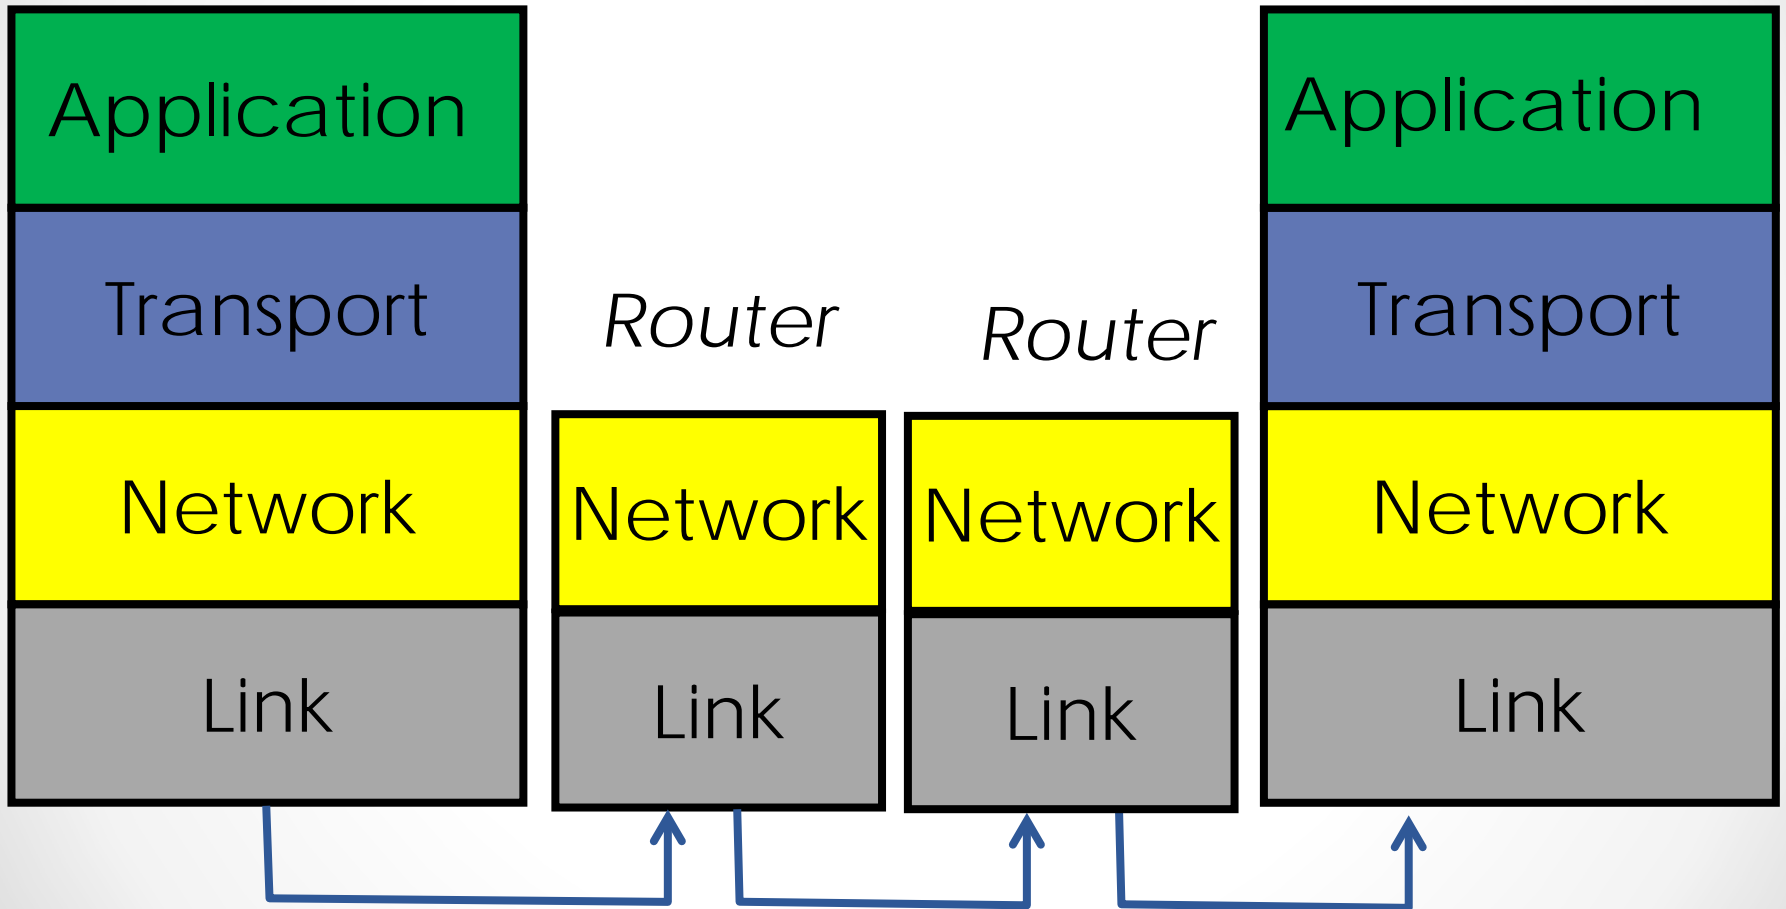 Application
Transport
Network
Link
Router
Network
Link
Router
Network
Link
Application
Transport
Network
Link